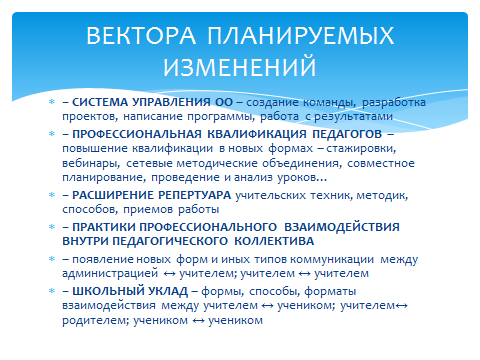 ВЕКТОРА ПЛАНИРУЕМЫХ
ИЗМЕНЕНИЙ
– СИСТЕМА УПРАВЛЕНИЯ ОО – создание команды, разработка
проектов, написание программы, работа с результатами
– ПРОФЕССИОНАЛЬНАЯ КВАЛИФИКАЦИЯ ПЕДАГОГОВ –
повышение квалификации в новых формах – стажировки,
вебинары, сетевые методические объединения, совместное
планирование, проведение и анализ уроков...
– РАСШИРЕНИЕ РЕПЕРТУАРА учительских техник, методик,
способов, приемов работы
– ПРАКТИКИ ПРОФЕССИОНАЛЬНОГО ВЗАИМОДЕЙСТВИЯ
ВНУТРИ ПЕДАГОГИЧЕСКОГО КОЛЛЕКТИВА
– появление новых форм и иных типов коммуникации между
администрацией ↔ учителем; учителем ↔ учителем
– ШКОЛЬНЫЙ УКЛАД – формы, способы, форматы
взаимодействия между учителем ↔ учеником; учителем↔
родителем; учеником ↔ учеником